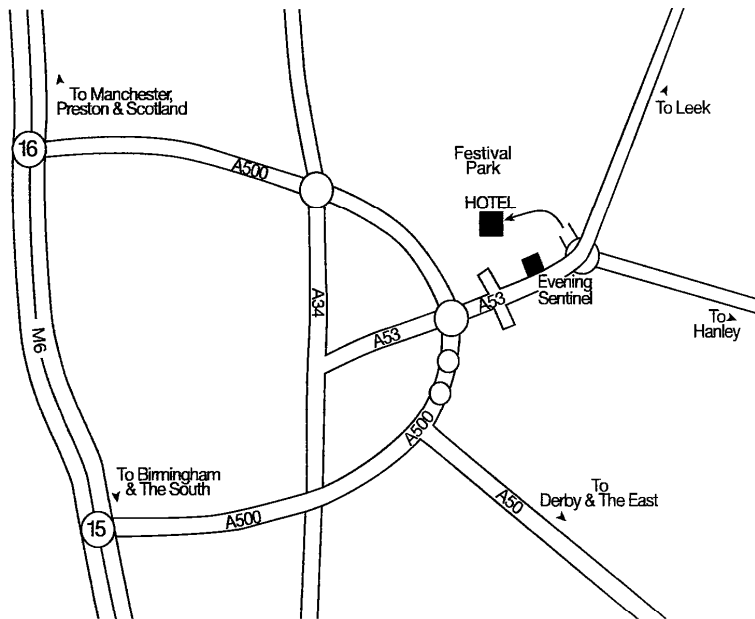 To Manchester,
Preston & Scotland
16
A500
Festival
Park
HOTEL
To Leek
A34
A53
Evening
Sentinel
To
Hanley
M6
A53
A500
To Birmingham
& The South
15
A500
A50
To
Derby & The East